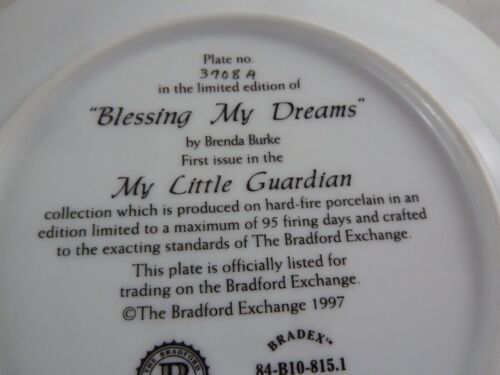 Plate no.
3908A
in the limited edition of
"Blessing My Dreams"
by Brenda Burke
First issue in the
My Little Guardian
collection which is produced on hard-fire porcelain in an
edition limited to a maximum of 95 firing days and crafted
to the exacting standards of The Bradford Exchange.
This plate is officially listed for
trading on the Bradford Exchange.
©The Bradford Exchange 1997
THE BRADFORD
B
BRADEX™
84-B10-815.1